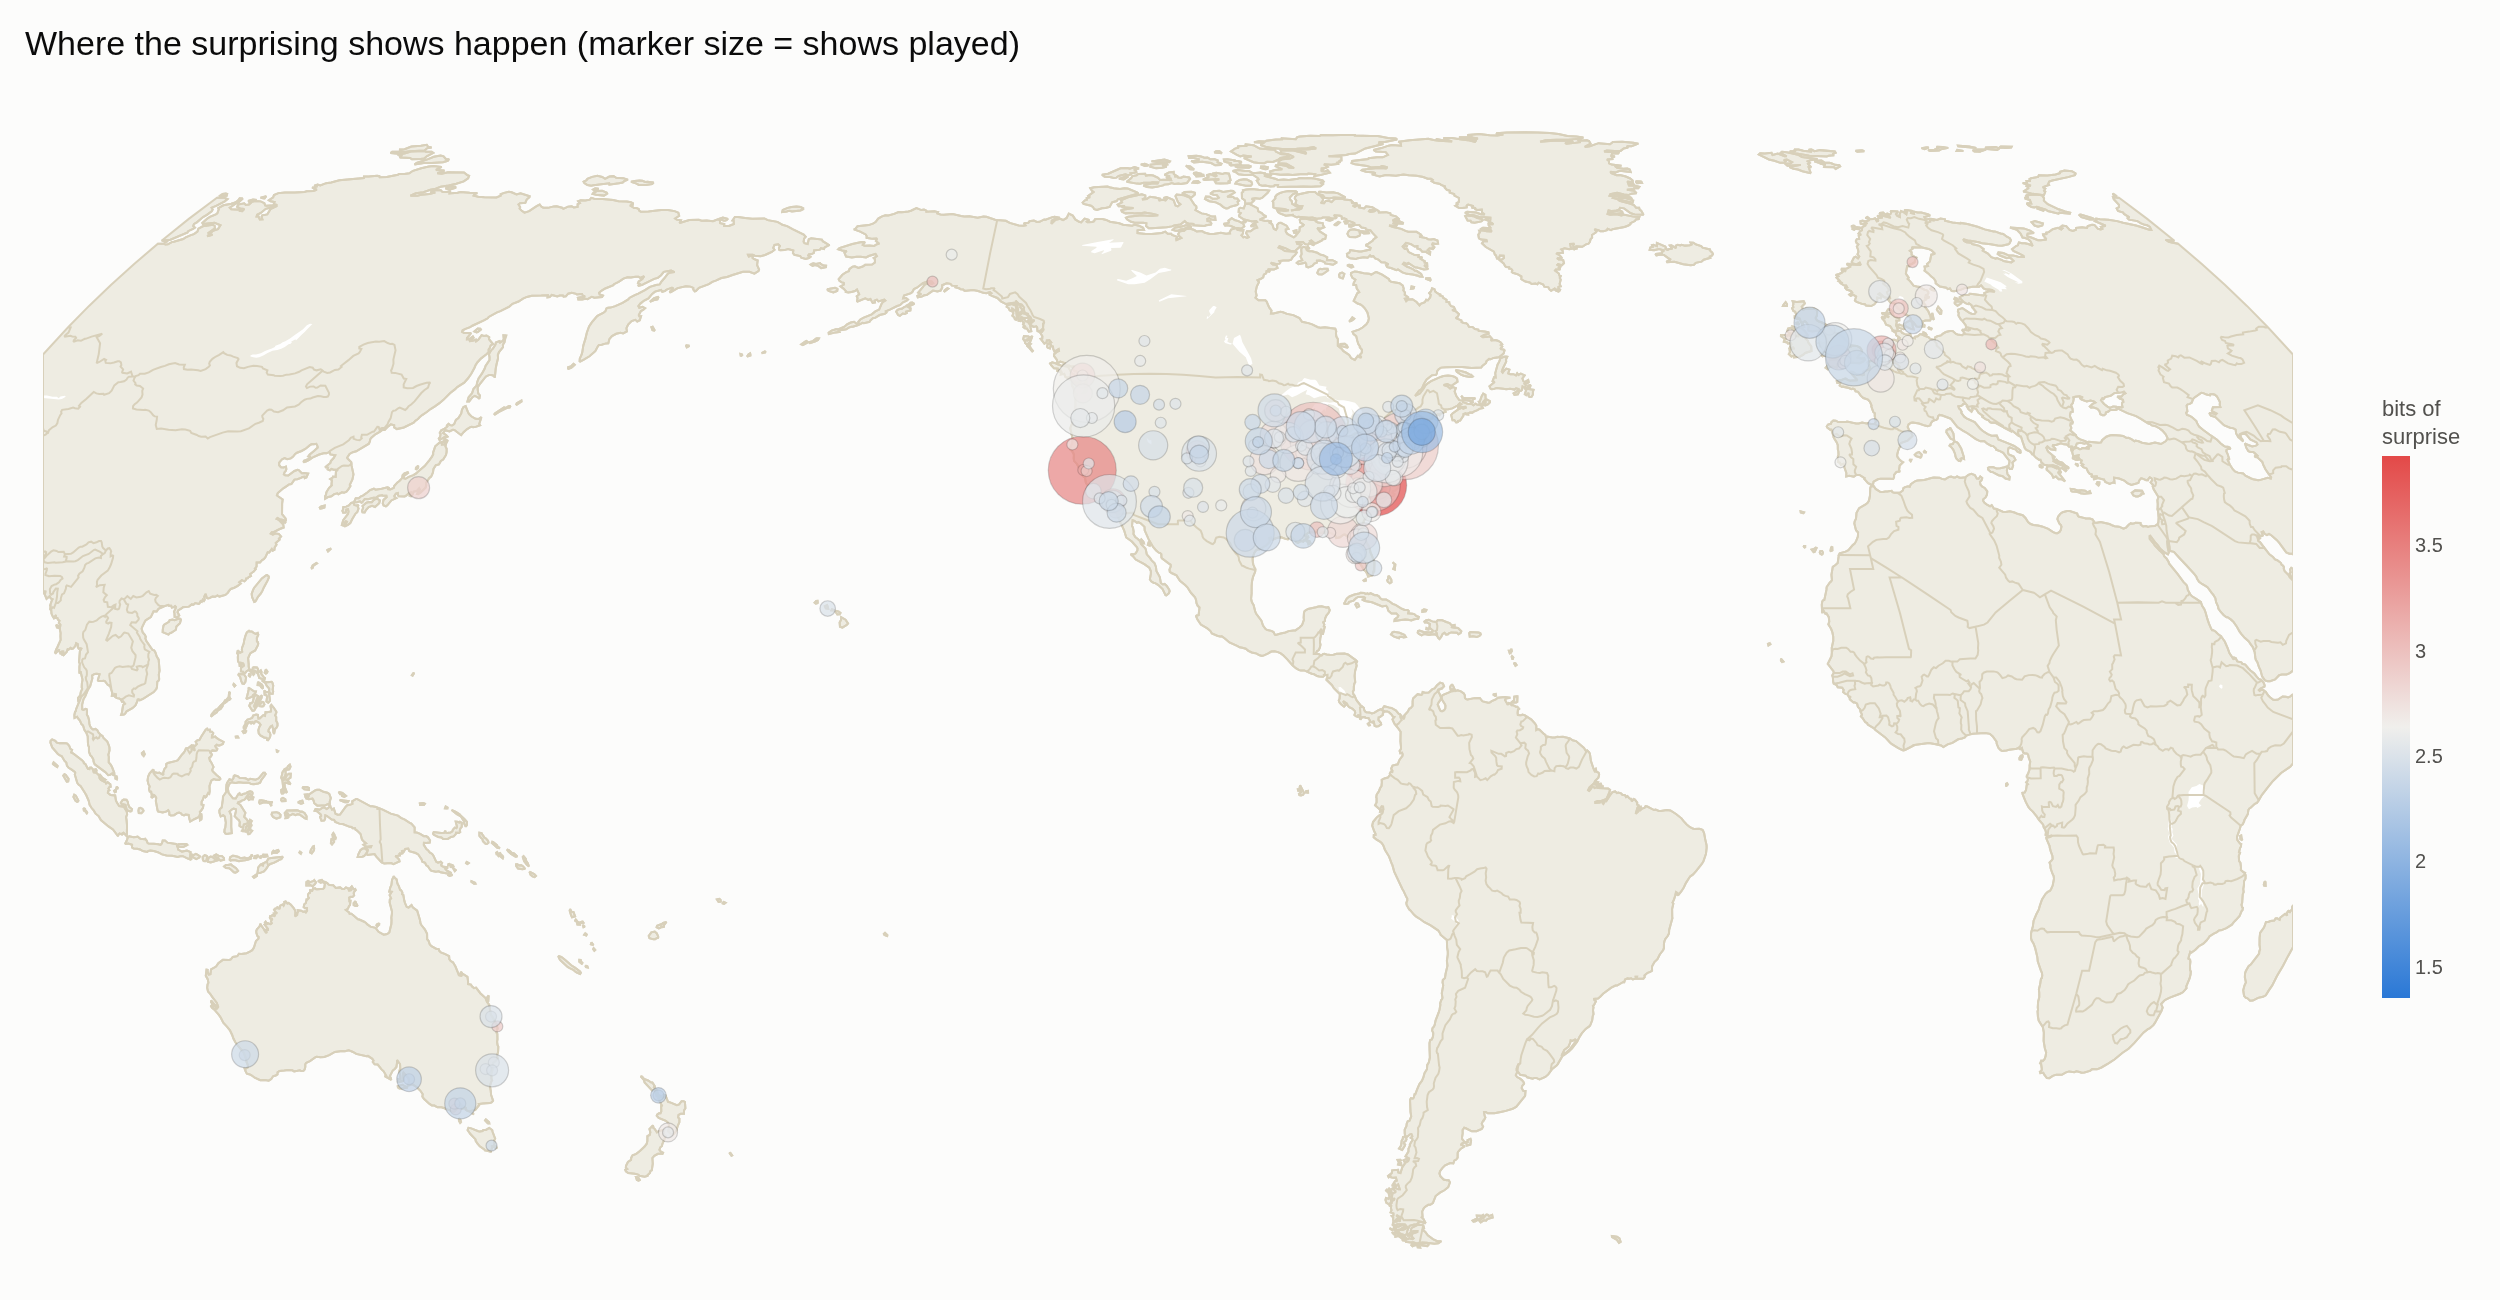 Where the surprising shows happen (marker size = shows played)
bits of
surprise
3.5
3
2.5
2
1.5